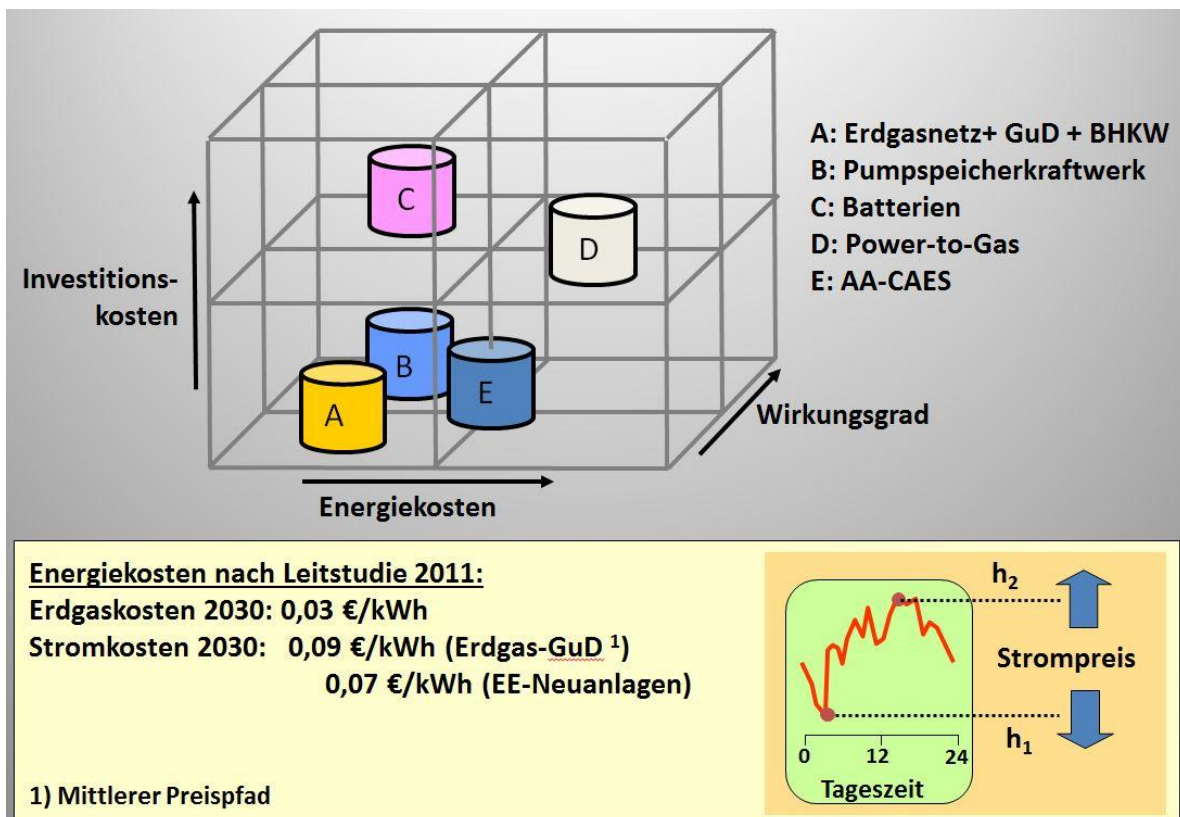 A: Erdgasnetz+ GuD + BHKW
B: Pumpspeicherkraftwerk
C: Batterien
D: Power-to-Gas
E: AA-CAES
C
D
B
E
A
Investitions-
kosten
Wirkungsgrad
Energiekosten
Energiekosten nach Leitstudie 2011:
Erdgaskosten 2030: 0,03 €/kWh
Stromkosten 2030: 0,09 €/kWh (Erdgas-GuD ¹)
0,07 €/kWh (EE-Neuanlagen)
1) Mittlerer Preispfad
h₂
Strompreis
h₁
0 12 24
Tageszeit